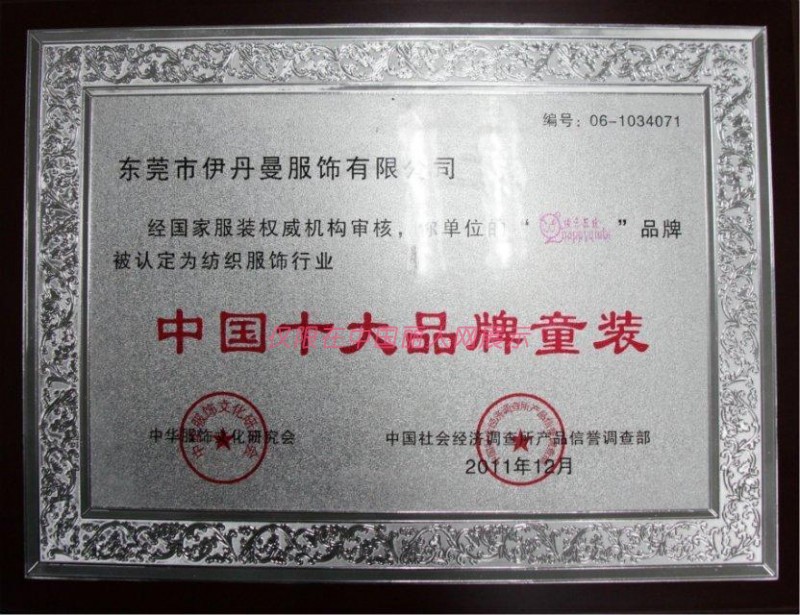 编号：06-1034071
东莞市伊丹曼服饰有限公司
经国家服装权威机构审核，你单位的“ ”品牌
被认定为纺织服饰行业
中国十大品牌童装
中华服饰文化研究会
中国社会经济调查所产品信誉调查部
2011年12月